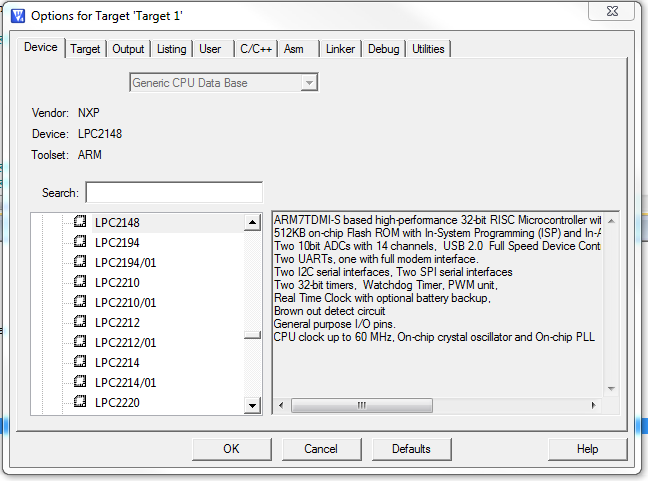 Options for Target 'Target 1'
Device Target Output Listing User C/C++ Asm Linker Debug Utilities
Generic CPU Data Base
Vendor: NXP
Device: LPC2148
Toolset: ARM
Search:
LPC2148
LPC2194
LPC2194/01
LPC2210
LPC2210/01
LPC2212
LPC2212/01
LPC2214
LPC2214/01
LPC2220
ARM7TDMI-S based high-performance 32-bit RISC Microcontroller wit
512KB on-chip Flash ROM with In-System Programming (ISP) and In-A
Two 10bit ADCs with 14 channels, USB 2.0 Full Speed Device Cont
Two UARTs, one with full modem interface.
Two I2C serial interfaces, Two SPI serial interfaces
Two 32-bit timers, Watchdog Timer, PWM unit,
Real Time Clock with optional battery backup,
Brown out detect circuit
General purpose I/O pins.
CPU clock up to 60 MHz, On-chip crystal oscillator and On-chip PLL
OK Cancel Defaults Help